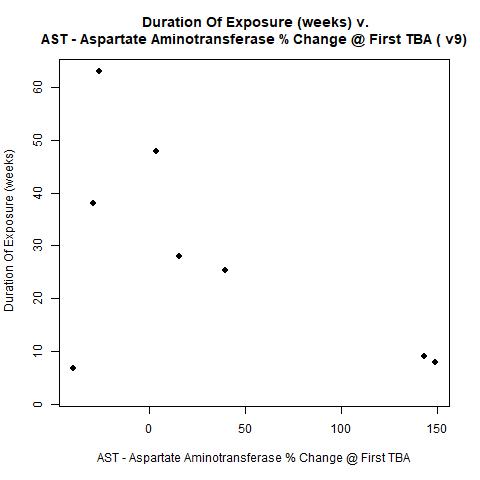 Duration Of Exposure (weeks) v.
AST - Aspartate Aminotransferase % Change @ First TBA ( v9)
Duration Of Exposure (weeks)
60
50
40
30
20
10
0
0 50 100 150
AST - Aspartate Aminotransferase % Change @ First TBA